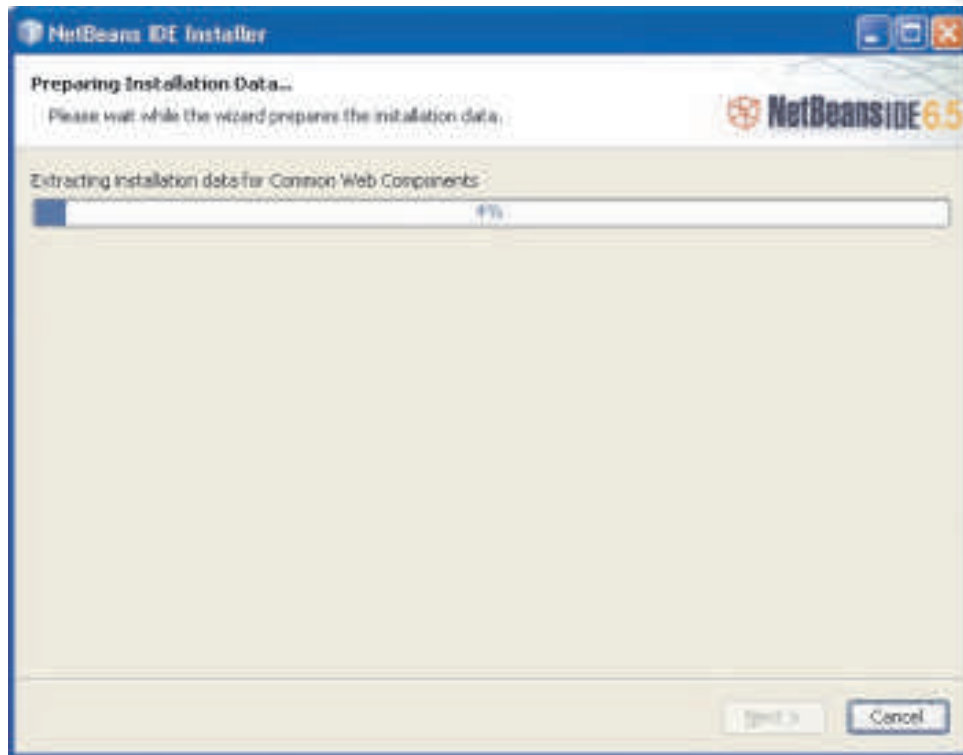 NetBeans IDE Installer
Preparing Installation Data...
Please wait while the wizard prepares the installation data.
NetBeans IDE 6.5
Extracting installation data for Common Web Components
4%
Next >
Cancel